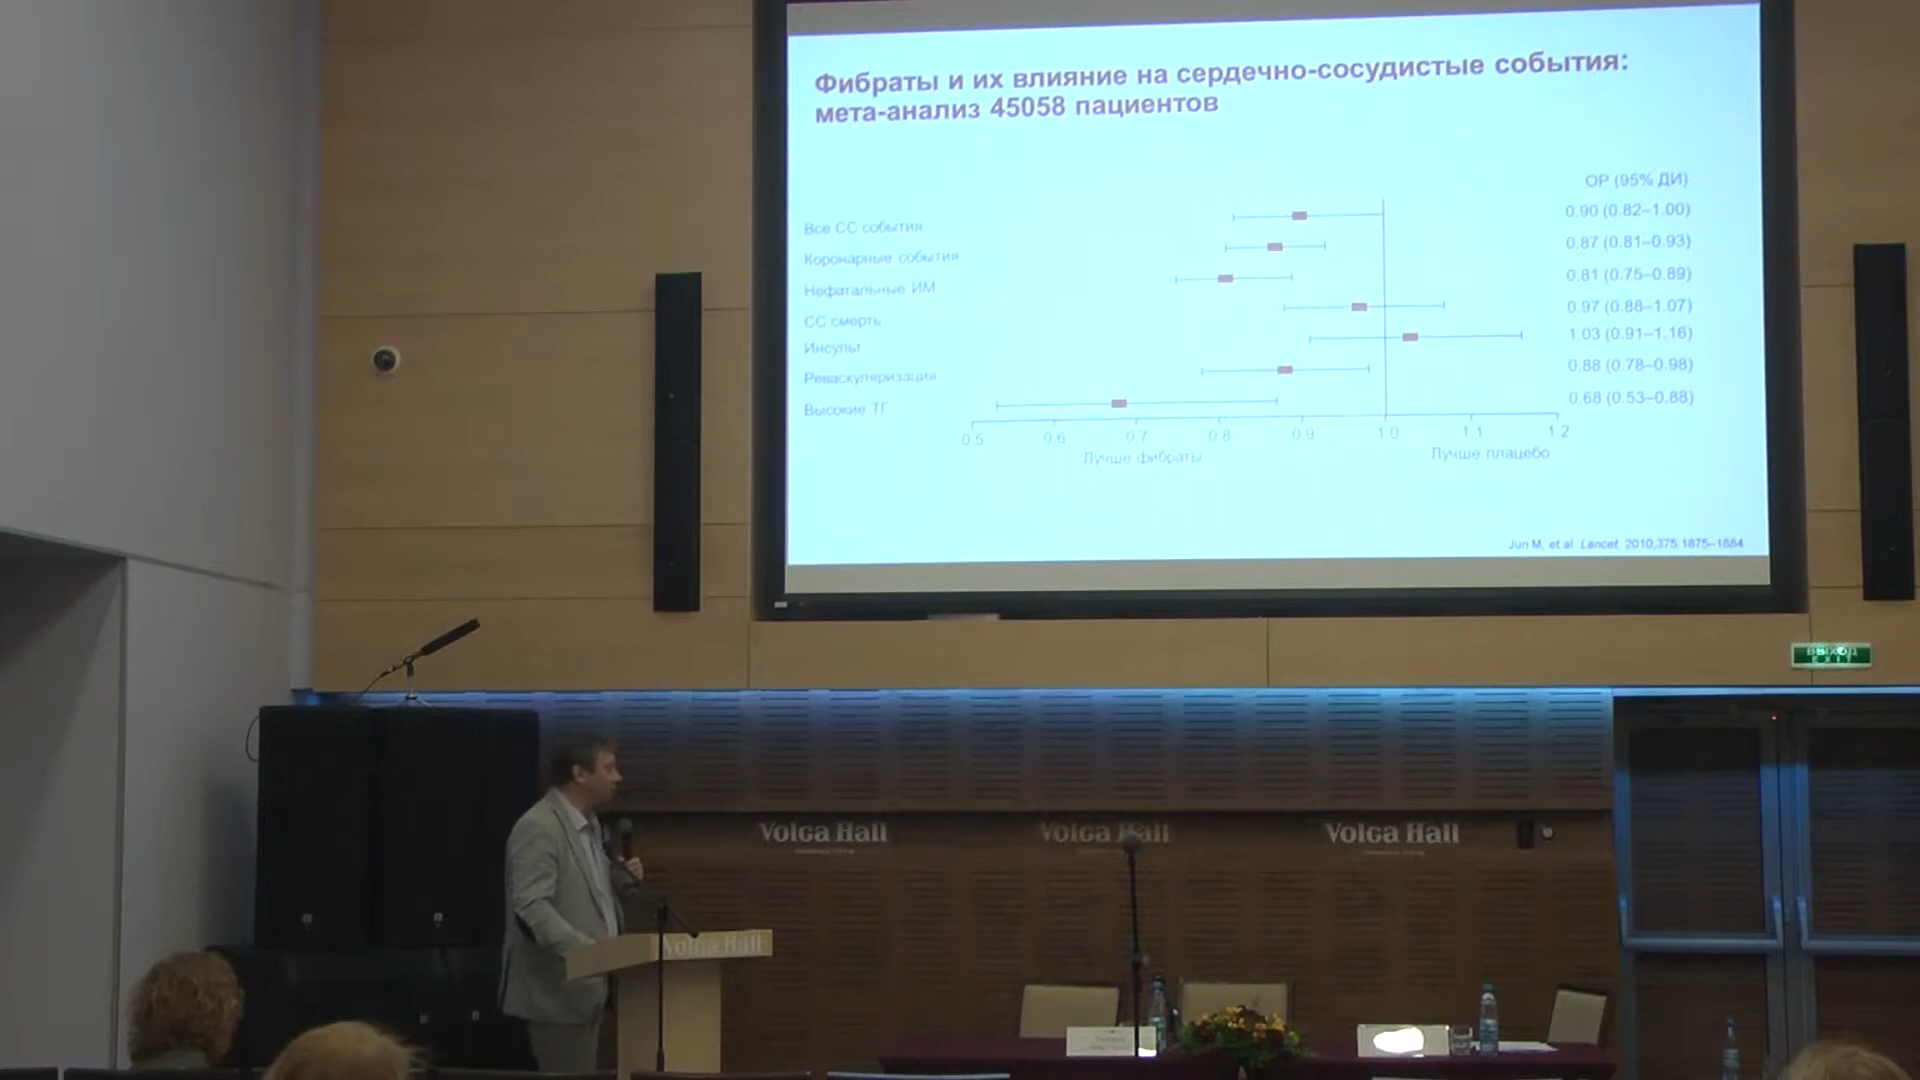 Фибраты и их влияние на сердечно-сосудистые события:
мета-анализ 45058 пациентов
ОР (95% ДИ)
Все СС события 0.90 (0.82–1.00)
Коронарные события 0.87 (0.81–0.93)
Нефатальные ИМ 0.81 (0.75–0.89)
СС смерть 0.97 (0.88–1.07)
Инсульт 1.03 (0.91–1.16)
Реваскуляризация 0.88 (0.78–0.98)
Высокие ТГ 0.68 (0.53–0.88)
0.5 0.6 0.7 0.8 0.9 1.0 1.1 1.2
Лучше фибраты Лучше плацебо
Jun M, et al. Lancet. 2010;375:1875–1884
ВЫХОД
EXIT
Volga Hall Volga Hall Volga Hall
Volga Hall